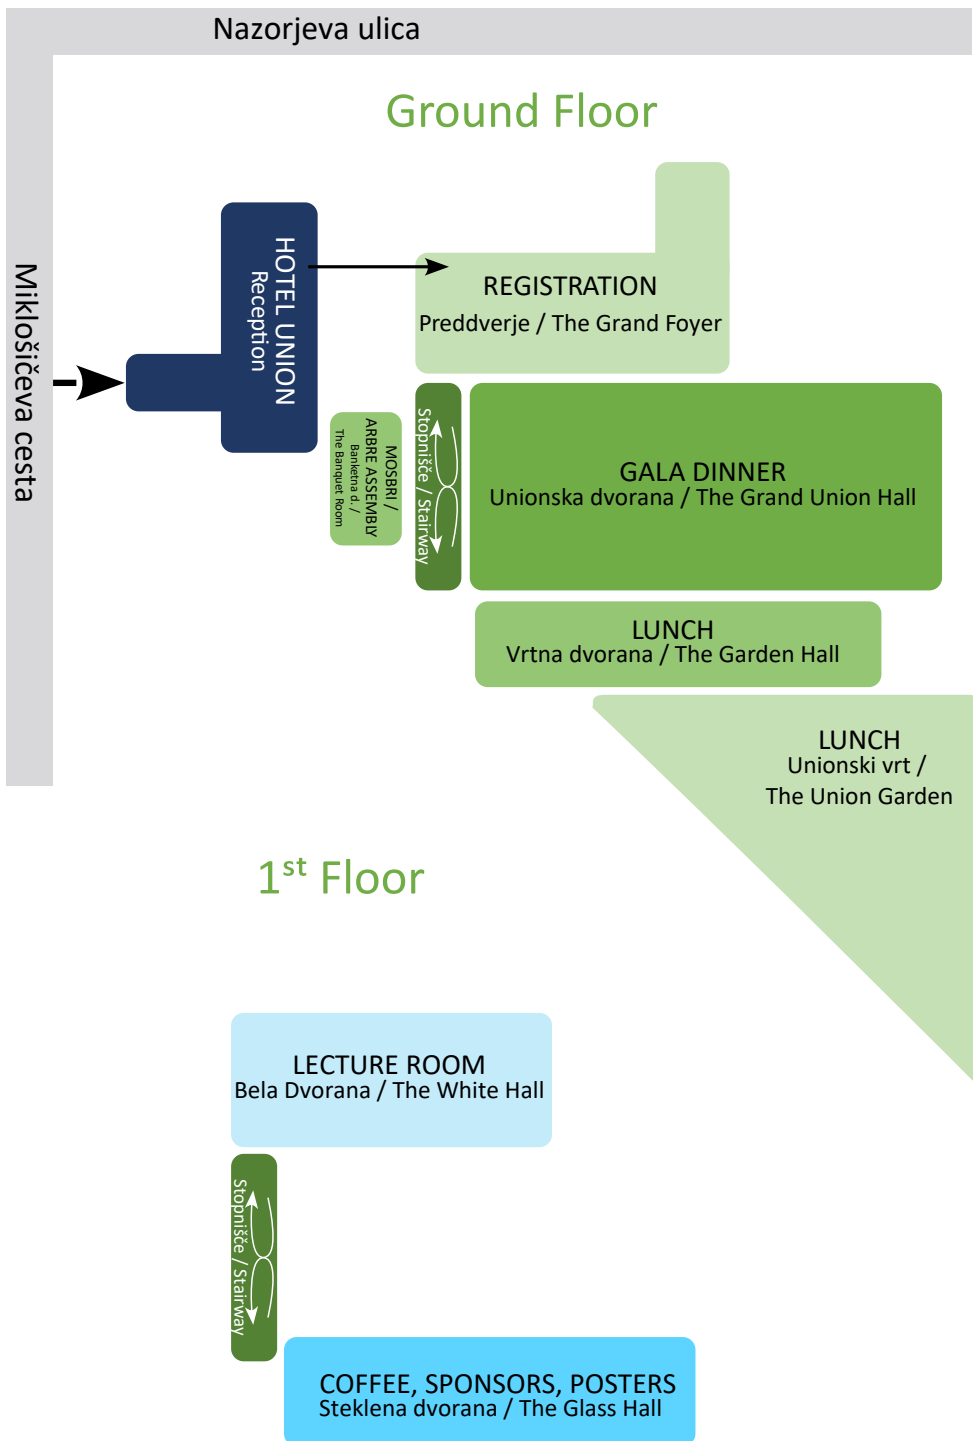 Nazorjeva ulica
Ground Floor
Miklošičeva cesta
HOTEL UNION
Reception
REGISTRATION
Preddverje / The Grand Foyer
MOSBRI /
ARBRE ASSEMBLY
Banketna d. /
The Banquet Room
Stopnišče / Stairway
GALA DINNER
Unionska dvorana / The Grand Union Hall
LUNCH
Vrtna dvorana / The Garden Hall
LUNCH
Unionski vrt /
The Union Garden
1st Floor
LECTURE ROOM
Bela Dvorana / The White Hall
Stopnišče / Stairway
COFFEE, SPONSORS, POSTERS
Steklena dvorana / The Glass Hall